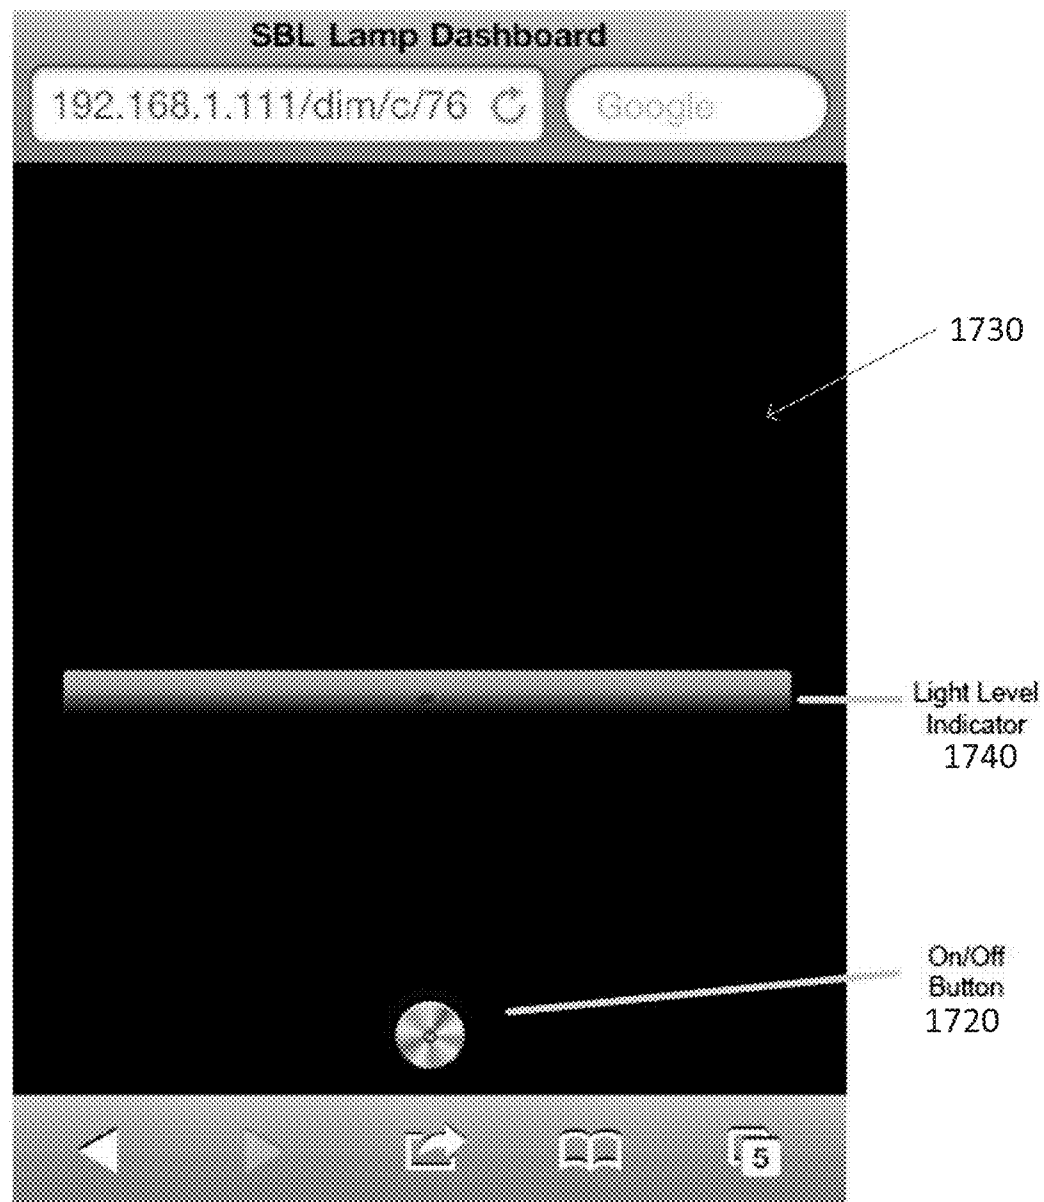 SBL Lamp Dashboard
192.168.1.111/dim/c/76
Google
1730
Light Level
Indicator
1740
On/Off
Button
1720
5